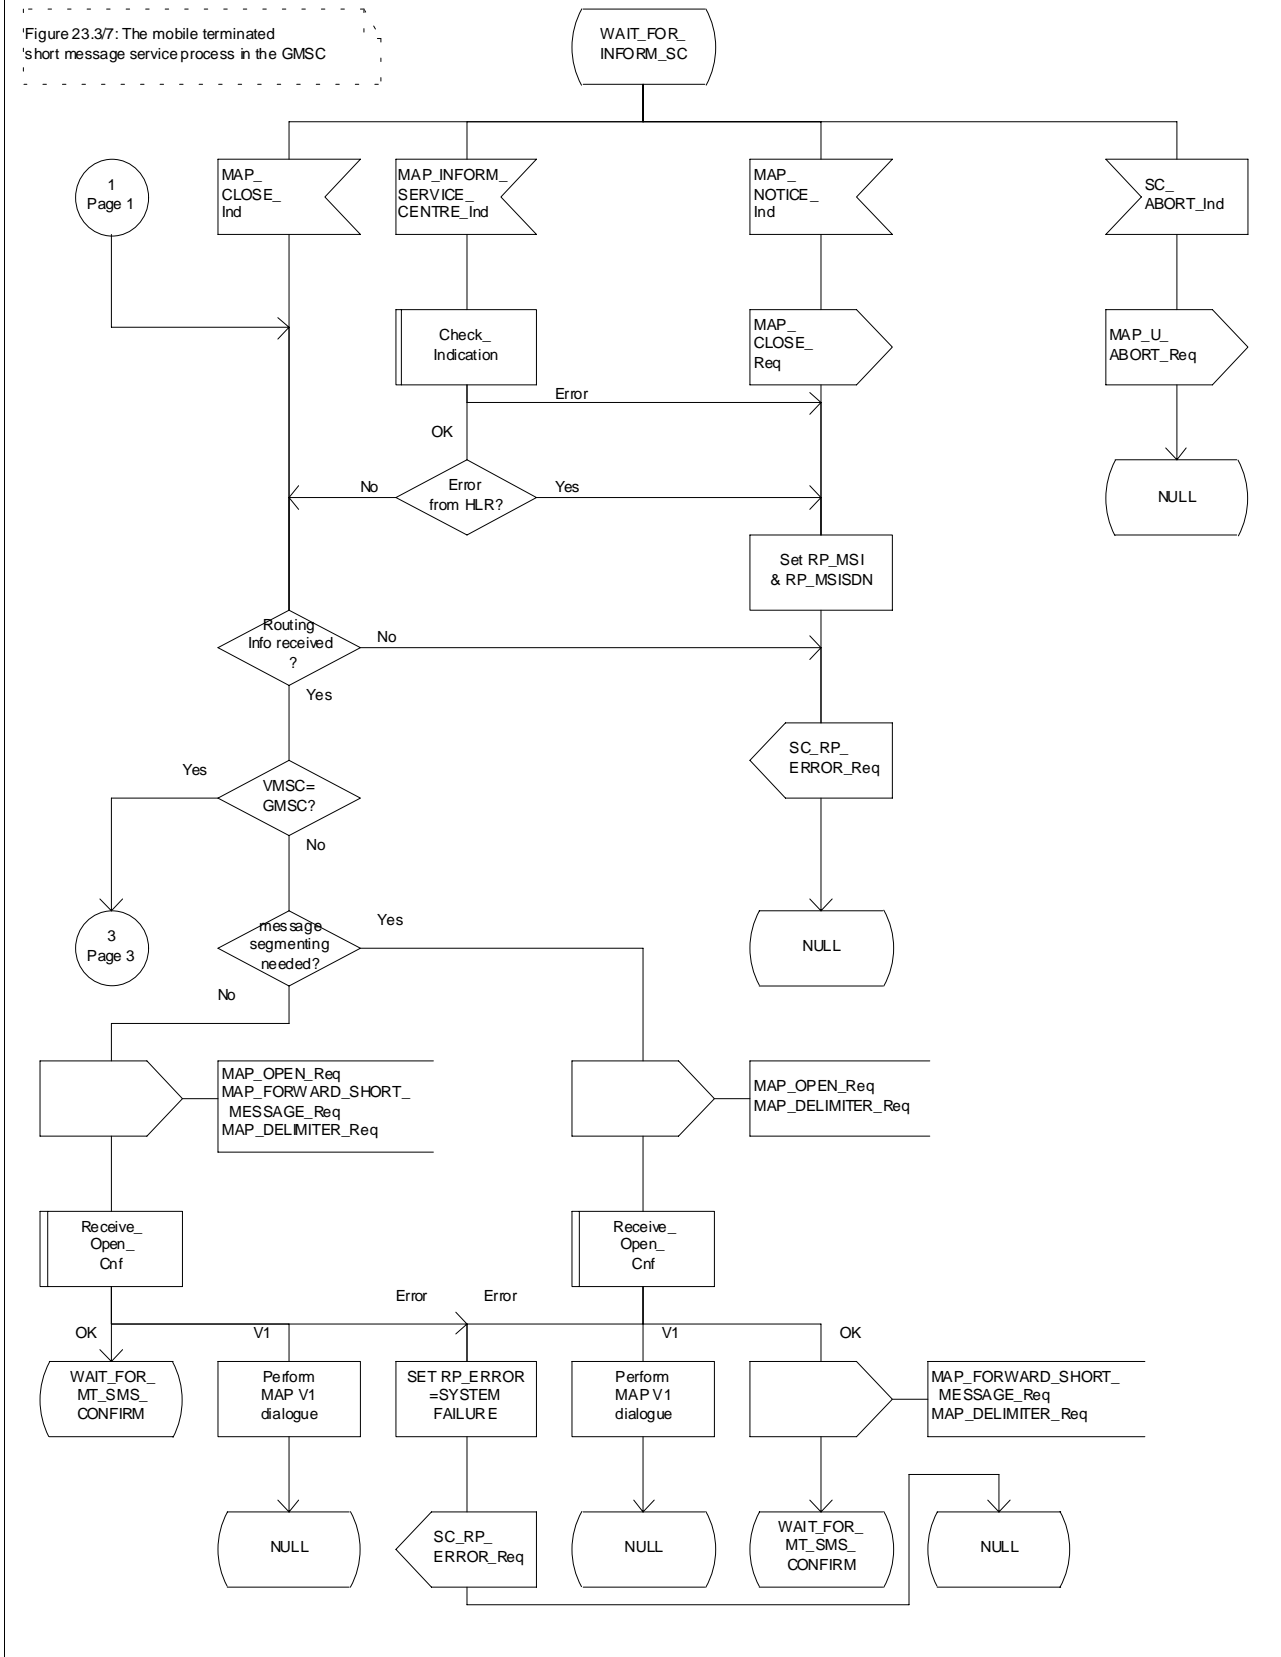 Figure 23.3/7: The mobile terminated
short message service process in the GMSC
WAIT_FOR_
INFORM_SC
1
Page 1
MAP_
CLOSE_
Ind
MAP_INFORM_
SERVICE_
CENTRE_Ind
MAP_
NOTICE_
Ind
SC_
ABORT_Ind
Check_
Indication
MAP_
CLOSE_
Req
MAP_U_
ABORT_Req
Error
OK
No
Error
from HLR?
Yes
NULL
Set RP_MSI
& RP_MSISDN
Routing
Info received
?
No
Yes
SC_RP_
ERROR_Req
Yes
VMSC=
GMSC?
No
3
Page 3
message
segmenting
needed?
Yes
NULL
No
MAP_OPEN_Req
MAP_FORWARD_SHORT_
MESSAGE_Req
MAP_DELIMITER_Req
MAP_OPEN_Req
MAP_DELIMITER_Req
Receive_
Open_
Cnf
Receive_
Open_
Cnf
Error
Error
OK
V1
V1
OK
WAIT_FOR_
MT_SMS_
CONFIRM
Perform
MAP V1
dialogue
SET RP_ERROR
=SYSTEM
FAILURE
Perform
MAP V1
dialogue
MAP_FORWARD_SHORT_
MESSAGE_Req
MAP_DELIMITER_Req
NULL
SC_RP_
ERROR_Req
NULL
WAIT_FOR_
MT_SMS_
CONFIRM
NULL